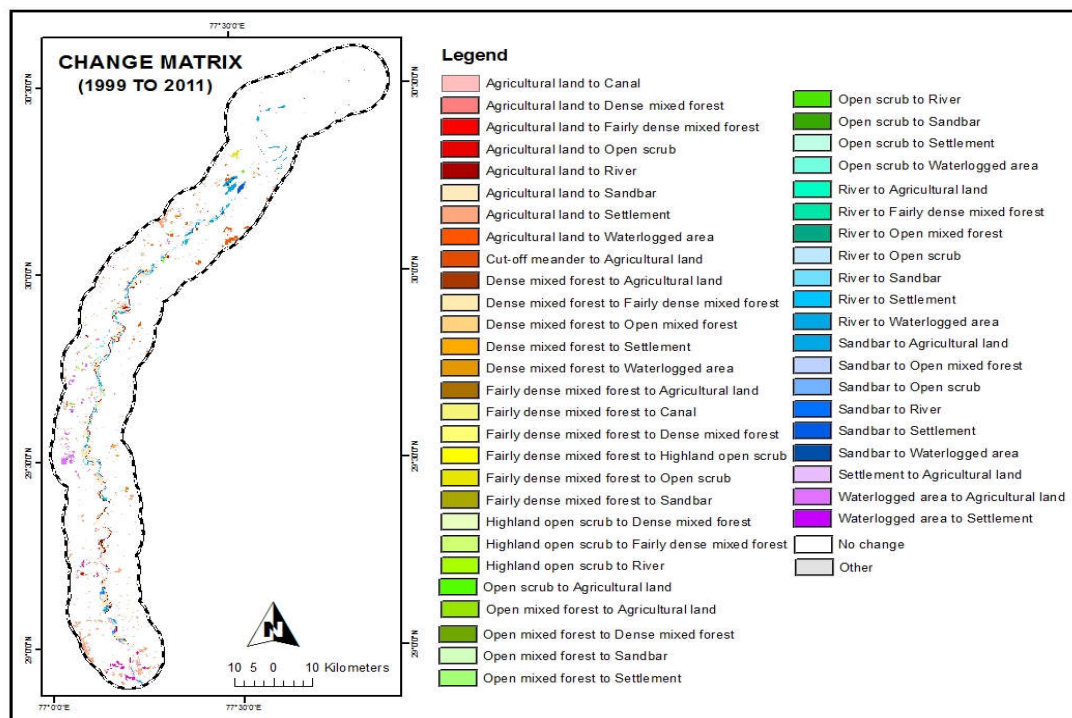 77°30'0"E
CHANGE MATRIX
(1999 TO 2011)
30°30'0"N
30°30'0"N
30°0'0"N
30°0'0"N
29°30'0"N
29°30'0"N
29°0'0"N
29°0'0"N
N
10 5 0 10 Kilometers
77°0'0"E
77°30'0"E
Legend
Agricultural land to Canal
Agricultural land to Dense mixed forest
Agricultural land to Fairly dense mixed forest
Agricultural land to Open scrub
Agricultural land to River
Agricultural land to Sandbar
Agricultural land to Settlement
Agricultural land to Waterlogged area
Cut-off meander to Agricultural land
Dense mixed forest to Agricultural land
Dense mixed forest to Fairly dense mixed forest
Dense mixed forest to Open mixed forest
Dense mixed forest to Settlement
Dense mixed forest to Waterlogged area
Fairly dense mixed forest to Agricultural land
Fairly dense mixed forest to Canal
Fairly dense mixed forest to Dense mixed forest
Fairly dense mixed forest to Highland open scrub
Fairly dense mixed forest to Open scrub
Fairly dense mixed forest to Sandbar
Highland open scrub to Dense mixed forest
Highland open scrub to Fairly dense mixed forest
Highland open scrub to River
Open scrub to Agricultural land
Open mixed forest to Agricultural land
Open mixed forest to Dense mixed forest
Open mixed forest to Sandbar
Open mixed forest to Settlement
Open scrub to River
Open scrub to Sandbar
Open scrub to Settlement
Open scrub to Waterlogged area
River to Agricultural land
River to Fairly dense mixed forest
River to Open mixed forest
River to Open scrub
River to Sandbar
River to Settlement
River to Waterlogged area
Sandbar to Agricultural land
Sandbar to Open mixed forest
Sandbar to Open scrub
Sandbar to River
Sandbar to Settlement
Sandbar to Waterlogged area
Settlement to Agricultural land
Waterlogged area to Agricultural land
Waterlogged area to Settlement
No change
Other